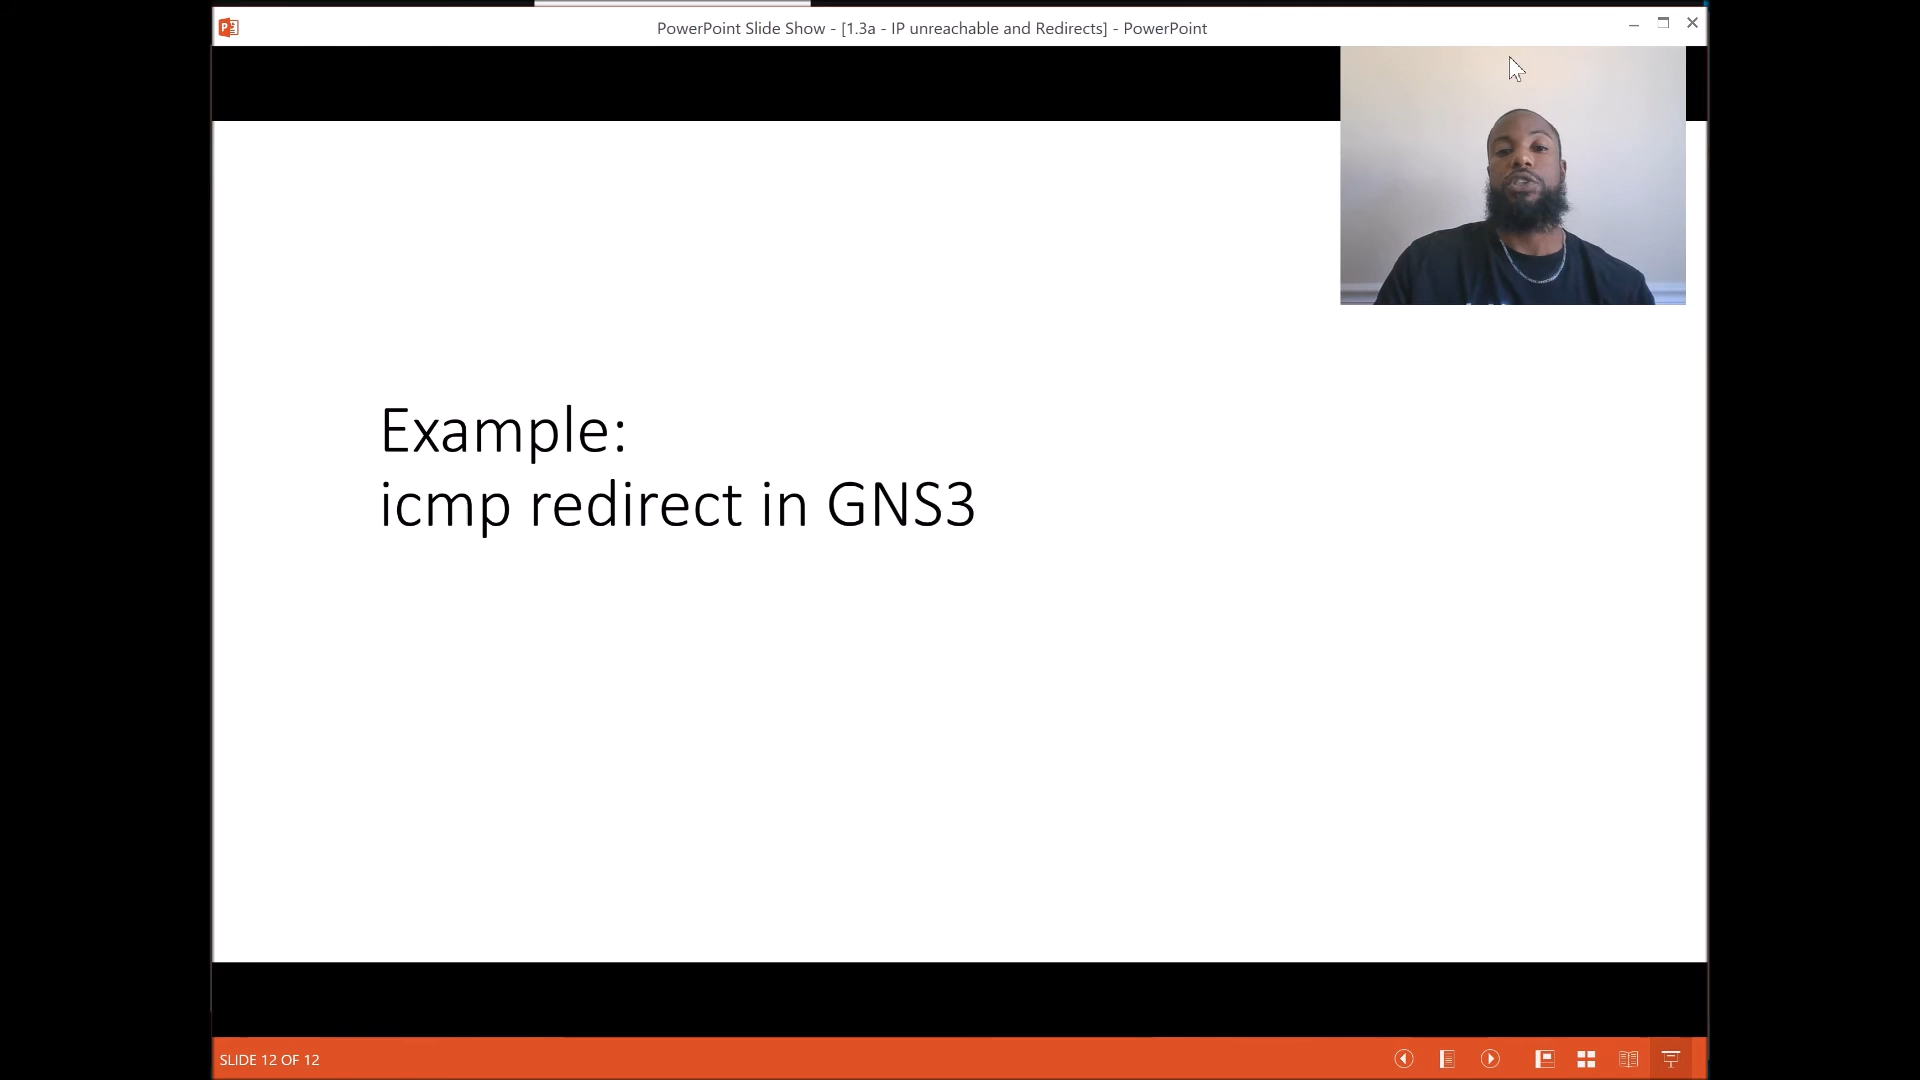 PowerPoint Slide Show - [1.3a - IP unreachable and Redirects] - PowerPoint
Example:
icmp redirect in GNS3
SLIDE 12 OF 12